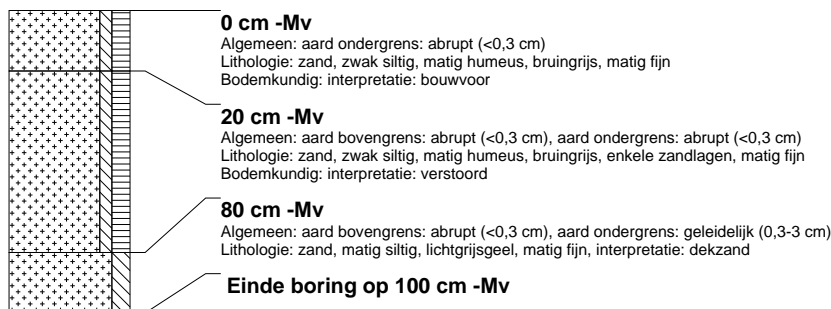 0 cm -Mv
Algemeen: aard ondergrens: abrupt (<0,3 cm)
Lithologie: zand, zwak siltig, matig humeus, bruingrijs, matig fijn
Bodemkundig: interpretatie: bouwvoor
20 cm -Mv
Algemeen: aard bovengrens: abrupt (<0,3 cm), aard ondergrens: abrupt (<0,3 cm)
Lithologie: zand, zwak siltig, matig humeus, bruingrijs, enkele zandlagen, matig fijn
Bodemkundig: interpretatie: verstoord
80 cm -Mv
Algemeen: aard bovengrens: abrupt (<0,3 cm), aard ondergrens: geleidelijk (0,3-3 cm)
Lithologie: zand, matig siltig, lichtgrijsgeel, matig fijn, interpretatie: dekzand
Einde boring op 100 cm -Mv